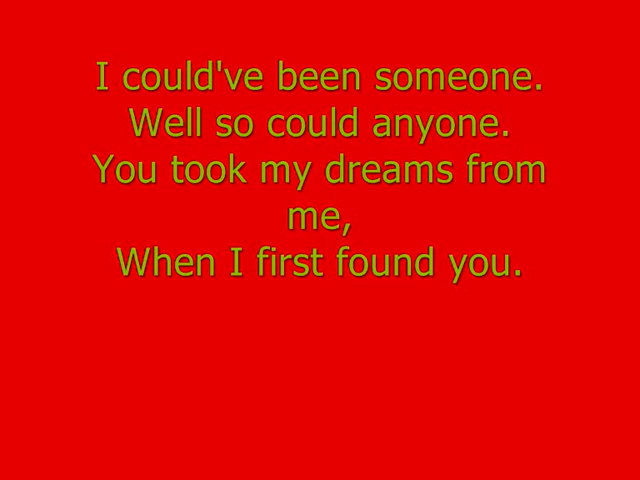 I could've been someone.
Well so could anyone.
You took my dreams from
me,
When I first found you.